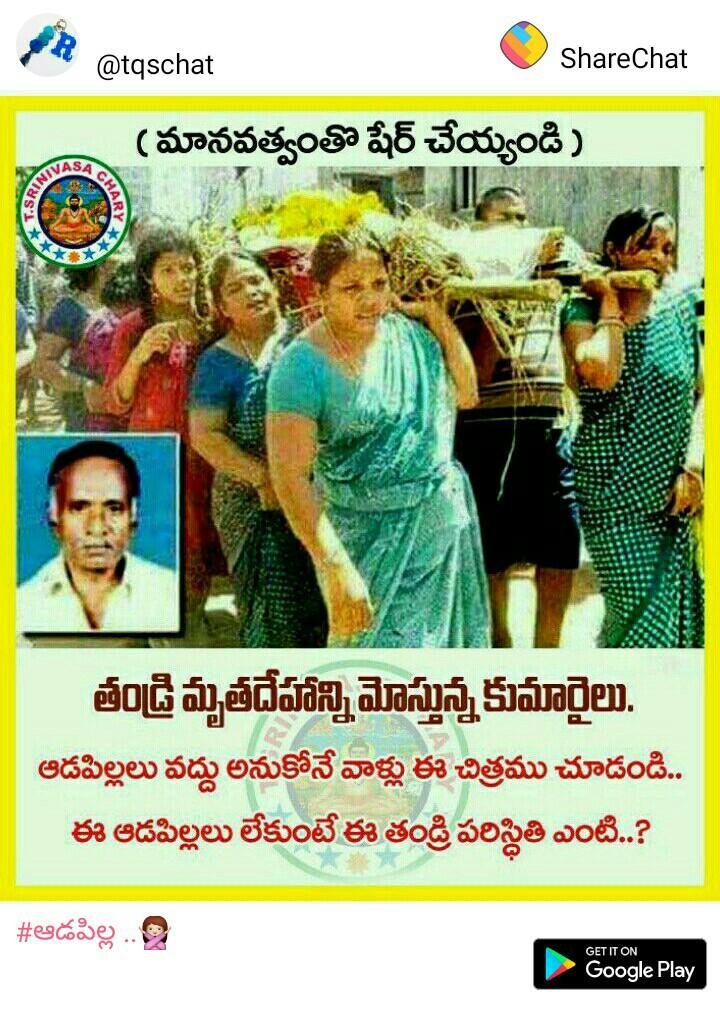 @tqschat
ShareChat
( మానవత్వంతొ షేర్ చేయ్యండి )
T.SRINIVASA CHARY
తండ్రి మృతదేహాన్ని మోస్తున్న కుమారైలు.
ఆడపిల్లలు వద్దు అనుకోనే వాళ్లు ఈ చిత్రము చూడండి..
ఈ ఆడపిల్లలు లేకుంటే ఈ తండ్రి పరిస్థితి ఎంటి..?
#ఆడపిల్ల ..🙅
GET IT ON
Google Play